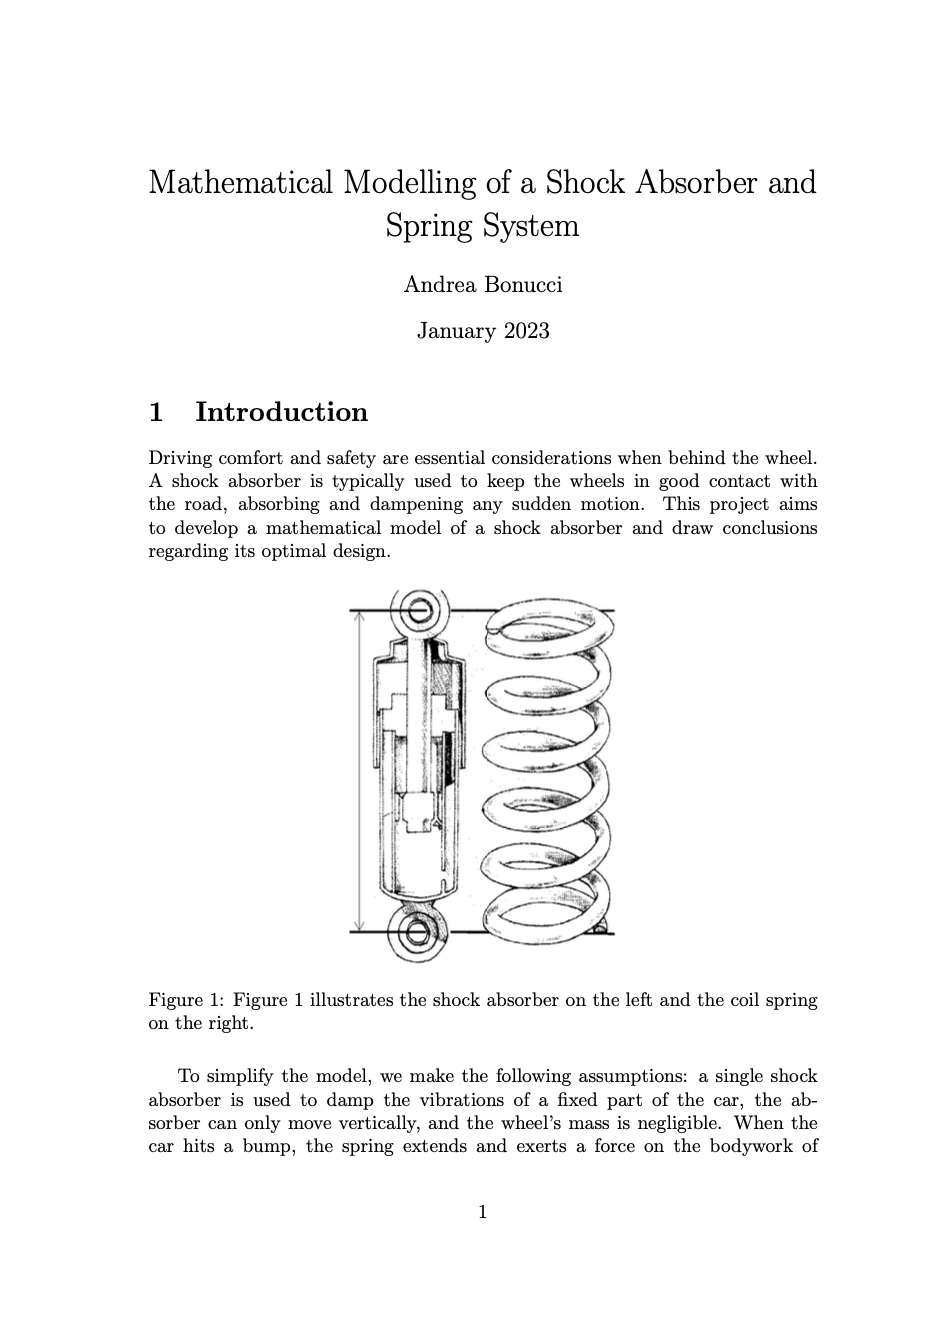 Mathematical Modelling of a Shock Absorber and
Spring System
Andrea Bonucci
January 2023
1 Introduction
Driving comfort and safety are essential considerations when behind the wheel.
A shock absorber is typically used to keep the wheels in good contact with
the road, absorbing and dampening any sudden motion. This project aims
to develop a mathematical model of a shock absorber and draw conclusions
regarding its optimal design.
Figure 1: Figure 1 illustrates the shock absorber on the left and the coil spring
on the right.
To simplify the model, we make the following assumptions: a single shock
absorber is used to damp the vibrations of a fixed part of the car, the ab-
sorber can only move vertically, and the wheel's mass is negligible. When the
car hits a bump, the spring extends and exerts a force on the bodywork of
1